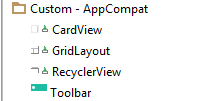 Custom - AppCompat
CardView
GridLayout
RecyclerView
Toolbar